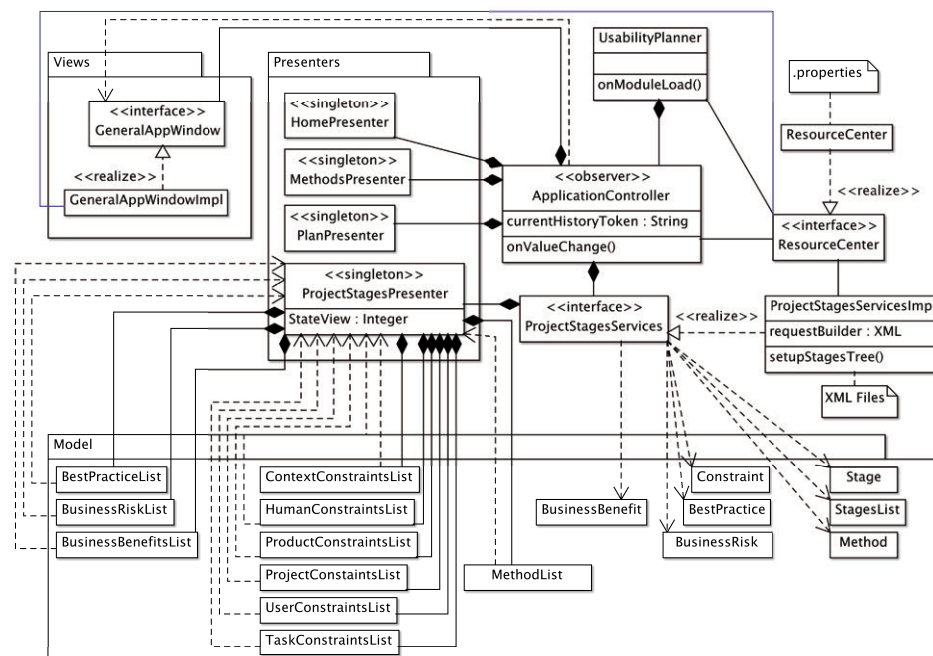 Views
<<interface>>
GeneralAppWindow
<<realize>>
GeneralAppWindowImpl
Presenters
<<singleton>>
HomePresenter
<<singleton>>
MethodsPresenter
<<singleton>>
PlanPresenter
<<singleton>>
ProjectStagesPresenter
StateView : Integer
UsabilityPlanner
onModuleLoad()
<<observer>>
ApplicationController
currentHistoryToken : String
onValueChange()
.properties
ResourceCenter
<<realize>>
<<interface>>
ResourceCenter
<<interface>>
ProjectStagesServices
<<realize>>
ProjectStagesServicesImp
requestBuilder : XML
setupStagesTree()
XML Files
Model
BestPracticeList
BusinessRiskList
BusinessBenefitsList
ContextConstraintsList
HumanConstraintsList
ProductConstraintsList
ProjectConstaintsList
UserConstraintsList
TaskConstraintsList
MethodList
BusinessBenefit
Constraint
BestPractice
BusinessRisk
Stage
StagesList
Method